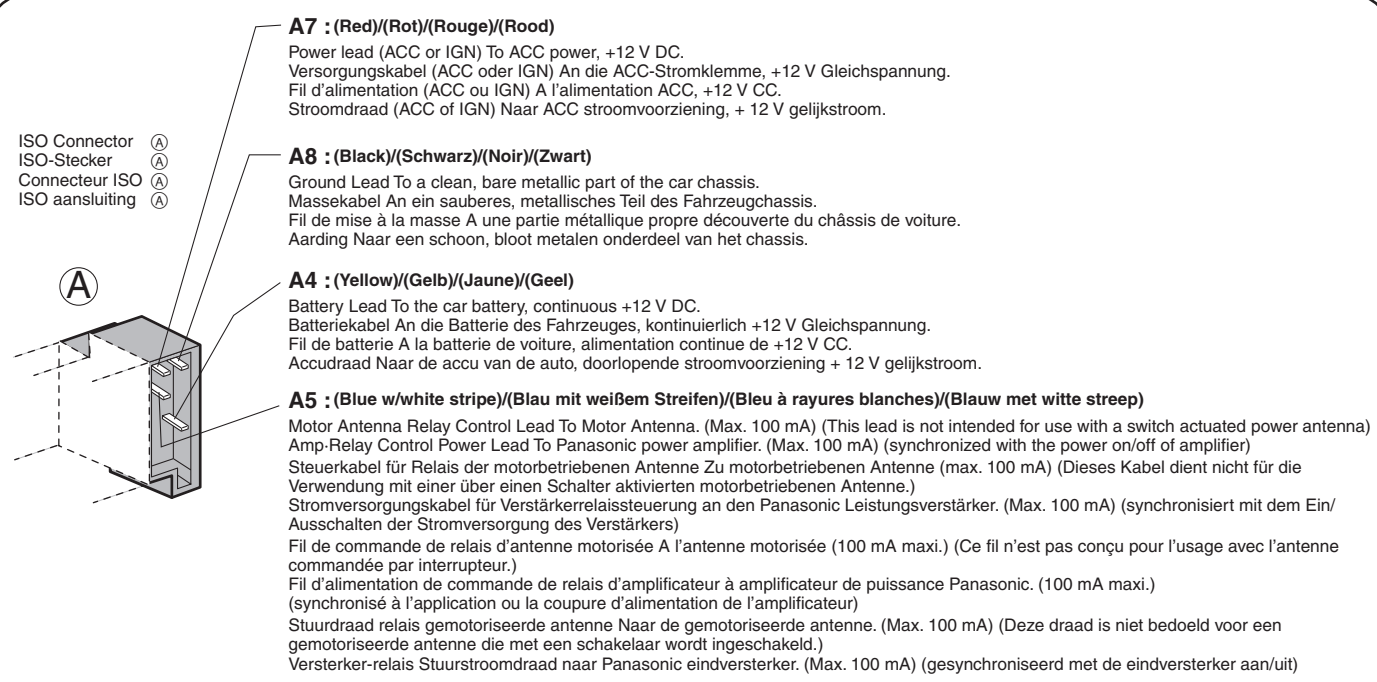 A7 : (Red)/(Rot)/(Rouge)/(Rood)
Power lead (ACC or IGN) To ACC power, +12 V DC.
Versorgungskabel (ACC oder IGN) An die ACC-Stromklemme, +12 V Gleichspannung.
Fil d'alimentation (ACC ou IGN) A l'alimentation ACC, +12 V CC.
Stroomdraad (ACC of IGN) Naar ACC stroomvoorziening, + 12 V gelijkstroom.
ISO Connector Ⓐ
ISO-Stecker Ⓐ
Connecteur ISO Ⓐ
ISO aansluiting Ⓐ
A8 : (Black)/(Schwarz)/(Noir)/(Zwart)
Ground Lead To a clean, bare metallic part of the car chassis.
Massekabel An ein sauberes, metallisches Teil des Fahrzeugchassis.
Fil de mise à la masse A une partie métallique propre découverte du châssis de voiture.
Aarding Naar een schoon, bloot metalen onderdeel van het chassis.
Ⓐ
A4 : (Yellow)/(Gelb)/(Jaune)/(Geel)
Battery Lead To the car battery, continuous +12 V DC.
Batteriekabel An die Batterie des Fahrzeuges, kontinuierlich +12 V Gleichspannung.
Fil de batterie A la batterie de voiture, alimentation continue de +12 V CC.
Accudraad Naar de accu van de auto, doorlopende stroomvoorziening + 12 V gelijkstroom.
A5 : (Blue w/white stripe)/(Blau mit weißem Streifen)/(Bleu à rayures blanches)/(Blauw met witte streep)
Motor Antenna Relay Control Lead To Motor Antenna. (Max. 100 mA) (This lead is not intended for use with a switch actuated power antenna)
Amp·Relay Control Power Lead To Panasonic power amplifier. (Max. 100 mA) (synchronized with the power on/off of amplifier)
Steuerkabel für Relais der motorbetriebenen Antenne Zu motorbetriebenen Antenne (max. 100 mA) (Dieses Kabel dient nicht für die
Verwendung mit einer über einen Schalter aktivierten motorbetriebenen Antenne.)
Stromversorgungskabel für Verstärkerrelaissteuerung an den Panasonic Leistungsverstärker. (Max. 100 mA) (synchronisiert mit dem Ein/
Ausschalten der Stromversorgung des Verstärkers)
Fil de commande de relais d'antenne motorisée A l'antenne motorisée (100 mA maxi.) (Ce fil n'est pas conçu pour l'usage avec l'antenne
commandée par interrupteur.)
Fil d'alimentation de commande de relais d'amplificateur à amplificateur de puissance Panasonic. (100 mA maxi.)
(synchronisé à l'application ou la coupure d'alimentation de l'amplificateur)
Stuurdraad relais gemotoriseerde antenne Naar de gemotoriseerde antenne. (Max. 100 mA) (Deze draad is niet bedoeld voor een
gemotoriseerde antenne die met een schakelaar wordt ingeschakeld.)
Versterker-relais Stuurstroomdraad naar Panasonic eindversterker. (Max. 100 mA) (gesynchroniseerd met de eindversterker aan/uit)